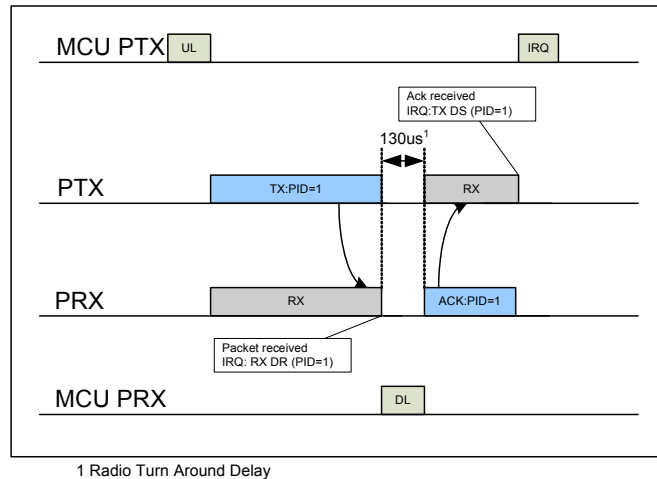 MCU PTX
UL
IRQ
Ack received
IRQ:TX DS (PID=1)
130us1
PTX
TX:PID=1
RX
PRX
RX
ACK:PID=1
Packet received
IRQ: RX DR (PID=1)
MCU PRX
DL
1 Radio Turn Around Delay